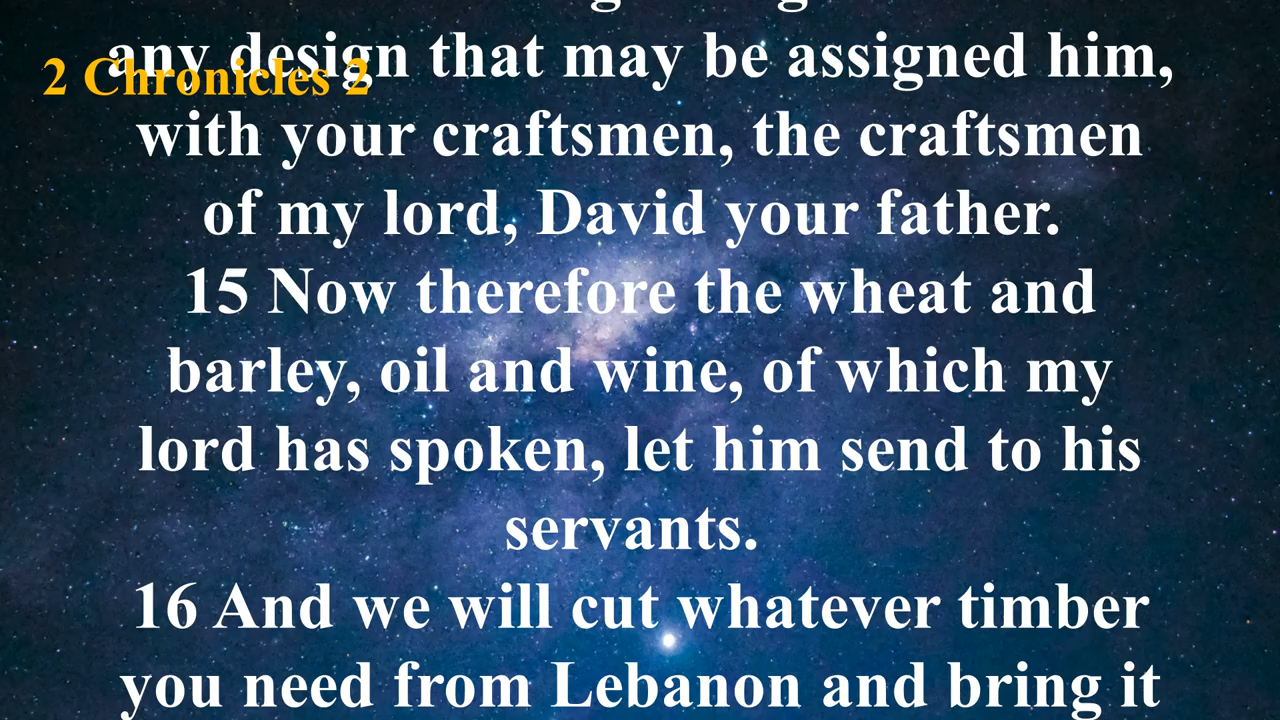 any design that may be assigned him,
2 Chronicles 2
with your craftsmen, the craftsmen
of my lord, David your father.
15 Now therefore the wheat and
barley, oil and wine, of which my
lord has spoken, let him send to his
servants.
16 And we will cut whatever timber
you need from Lebanon and bring it